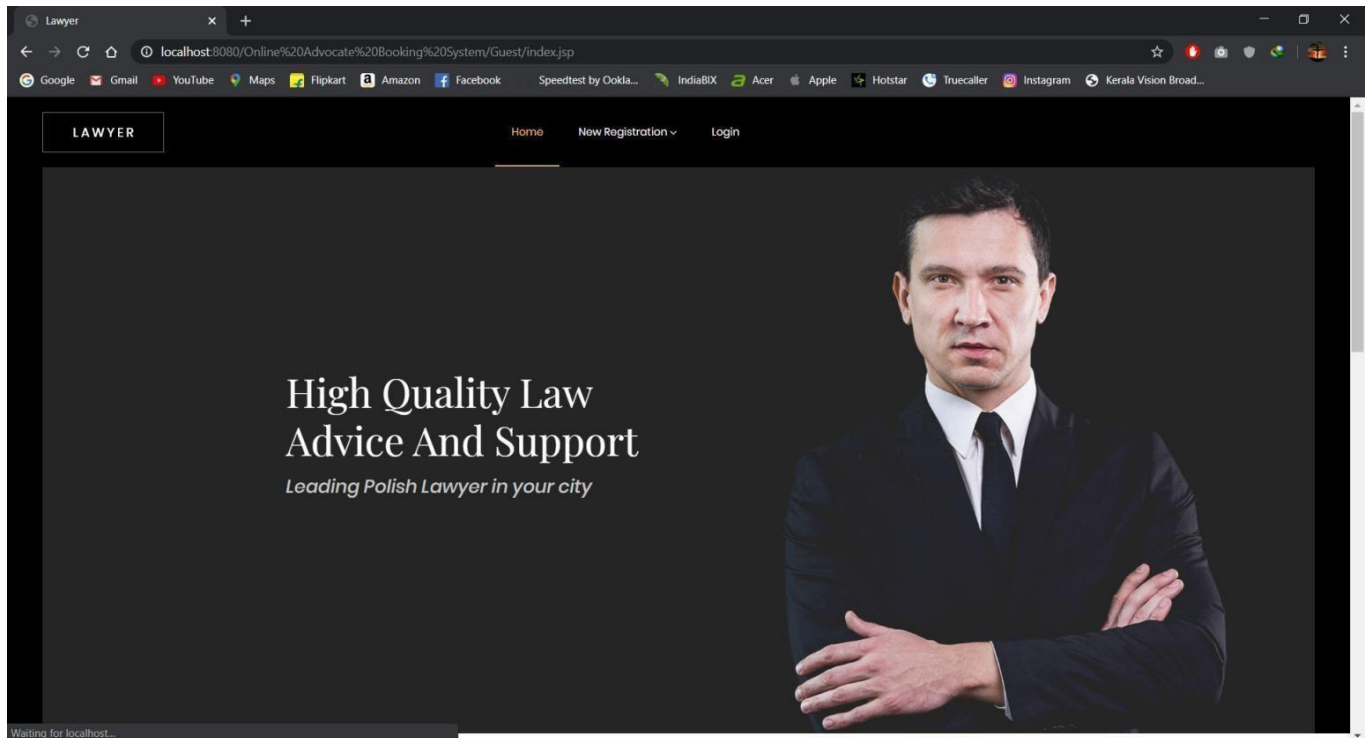 Lawyer
localhost:8080/Online%20Advocate%20Booking%20System/Guest/index.jsp
Google Gmail YouTube Maps Flipkart Amazon Facebook Speedtest by Ookla... IndiaBIX Acer Apple Hotstar Truecaller Instagram Kerala Vision Broad...
LAWYER Home New Registration Login
High Quality Law
Advice And Support
Leading Polish Lawyer in your city
Waiting for localhost...